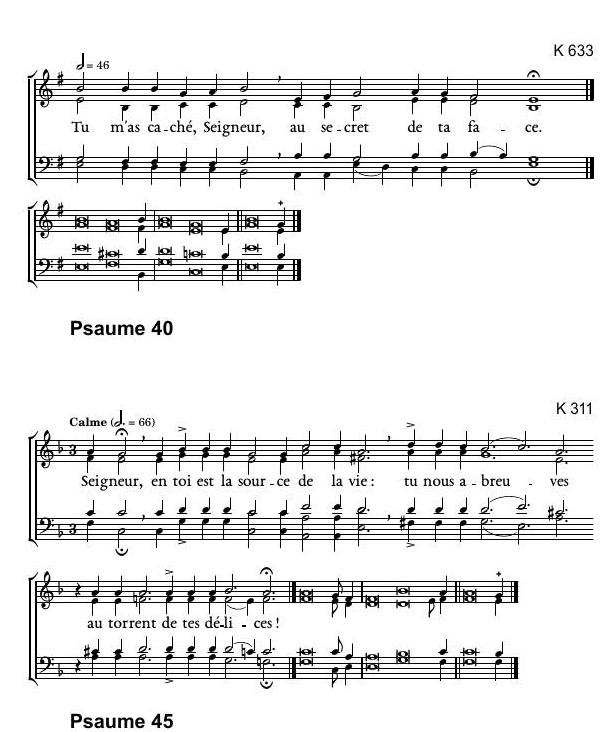 K 633
= 46
Tu m'as ca-ché, Seigneur, au se-cret de ta fa-ce.
Psaume 40
K 311
Calme ( = 66)
Seigneur, en toi est la sour-ce de la vie : tu nous a-breu-ves
au torrent de tes dé-li-ces !
Psaume 45